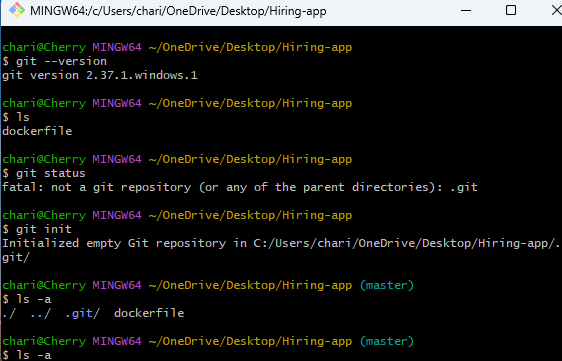 MINGW64:/c/Users/chari/OneDrive/Desktop/Hiring-app
chari@Cherry MINGW64 ~/OneDrive/Desktop/Hiring-app
$ git --version
git version 2.37.1.windows.1
chari@Cherry MINGW64 ~/OneDrive/Desktop/Hiring-app
$ ls
dockerfile
chari@Cherry MINGW64 ~/OneDrive/Desktop/Hiring-app
$ git status
fatal: not a git repository (or any of the parent directories): .git
chari@Cherry MINGW64 ~/OneDrive/Desktop/Hiring-app
$ git init
Initialized empty Git repository in C:/Users/chari/OneDrive/Desktop/Hiring-app/.
git/
chari@Cherry MINGW64 ~/OneDrive/Desktop/Hiring-app (master)
$ ls -a
./  ../  .git/  dockerfile
chari@Cherry MINGW64 ~/OneDrive/Desktop/Hiring-app (master)
$ ls -a